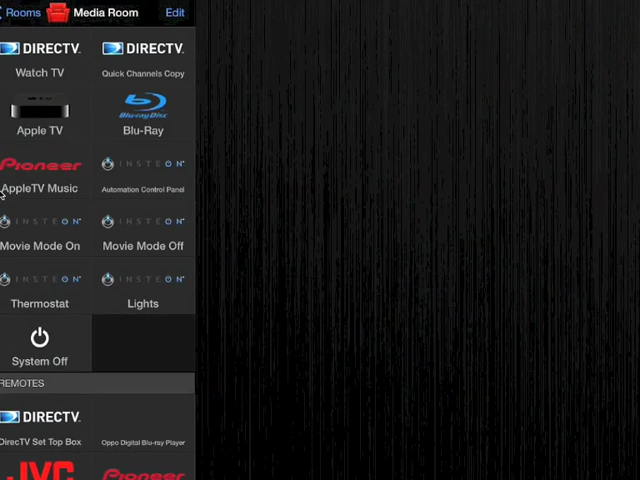 Rooms Media Room Edit
DIRECTV DIRECTV
Watch TV Quick Channels Copy
Blu-ray Disc
Apple TV Blu-Ray
Pioneer INSTEON
AppleTV Music Automation Control Panel
INSTEON INSTEON
Movie Mode On Movie Mode Off
INSTEON INSTEON
Thermostat Lights
System Off
REMOTES
DIRECTV
DirecTV Set Top Box Oppo Digital Blu-ray Player
JVC Pioneer